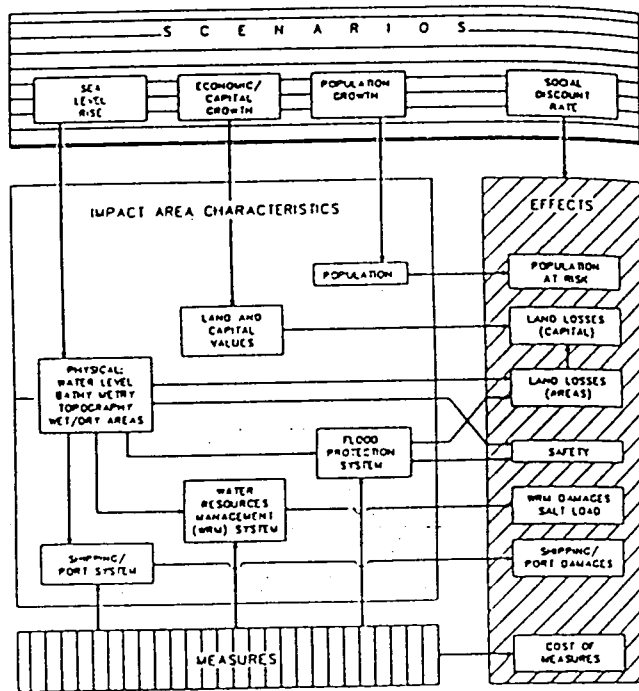 SCENARIOS
SEA
LEVEL
RISE
ECONOMIC/
CAPITAL
GROWTH
POPULATION
GROWTH
SOCIAL
DISCOUNT
RATE
IMPACT AREA CHARACTERISTICS
EFFECTS
POPULATION
POPULATION
AT RISK
LAND AND
CAPITAL
VALUES
LAND LOSSES
(CAPITAL)
PHYSICAL:
WATER LEVEL
BATHY METRY
TOPOGRAPHY
WET/DRY AREAS
LAND LOSSES
(AREAS)
FLOOD
PROTECTION
SYSTEM
SAFETY
WATER
RESOURCES
MANAGEMENT
(WRM) SYSTEM
WRM DAMAGES
SALT LOAD
SHIPPING/
PORT SYSTEM
SHIPPING/
PORT DAMAGES
MEASURES
COST OF
MEASURES